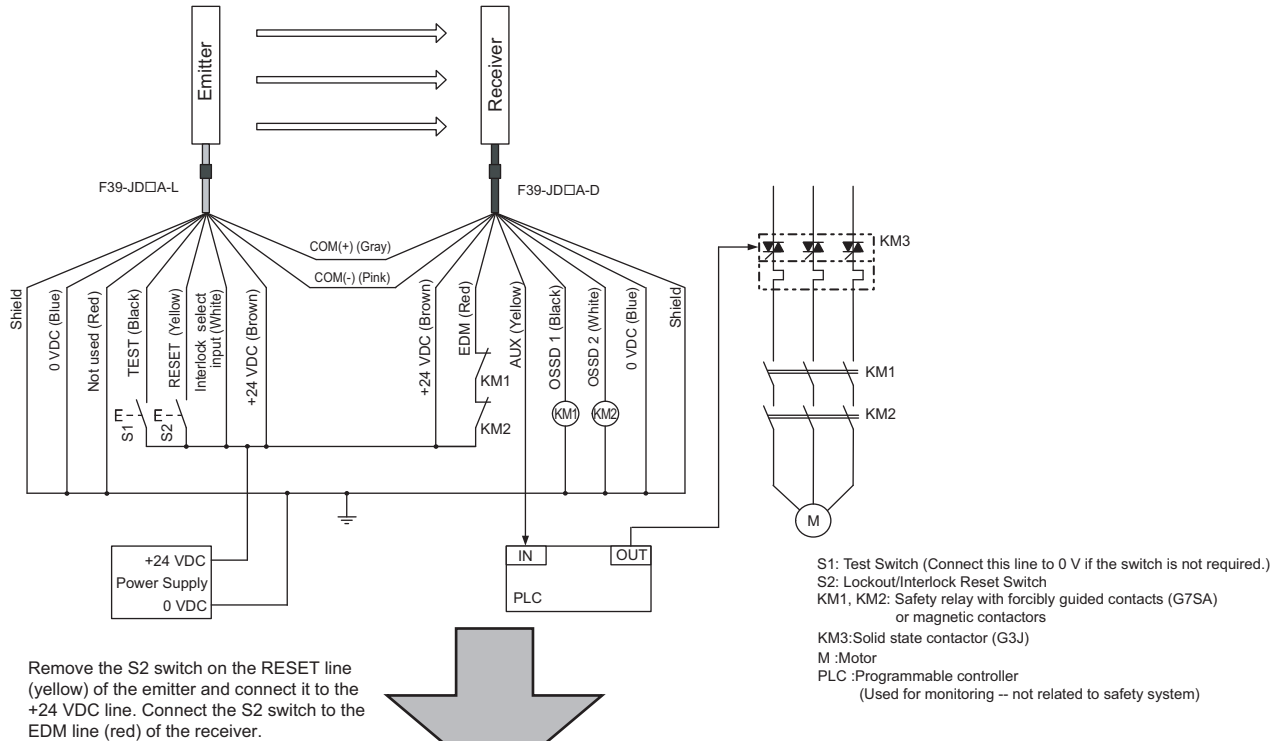 Emitter
Receiver
F39-JD□A-L
F39-JD□A-D
COM(+) (Gray)
COM(-) (Pink)
Shield
0 VDC (Blue)
Not used (Red)
TEST (Black)
RESET (Yellow)
Interlock select
input (White)
+24 VDC (Brown)
+24 VDC (Brown)
EDM (Red)
AUX (Yellow)
OSSD 1 (Black)
OSSD 2 (White)
0 VDC (Blue)
Shield
E
S1
E
S2
KM1
KM2
KM1
KM2
KM3
KM1
KM2
M
+24 VDC
Power Supply
0 VDC
IN
OUT
PLC
S1: Test Switch (Connect this line to 0 V if the switch is not required.)
S2: Lockout/Interlock Reset Switch
KM1, KM2: Safety relay with forcibly guided contacts (G7SA)
or magnetic contactors
KM3:Solid state contactor (G3J)
M :Motor
PLC :Programmable controller
(Used for monitoring -- not related to safety system)
Remove the S2 switch on the RESET line
(yellow) of the emitter and connect it to the
+24 VDC line. Connect the S2 switch to the
EDM line (red) of the receiver.